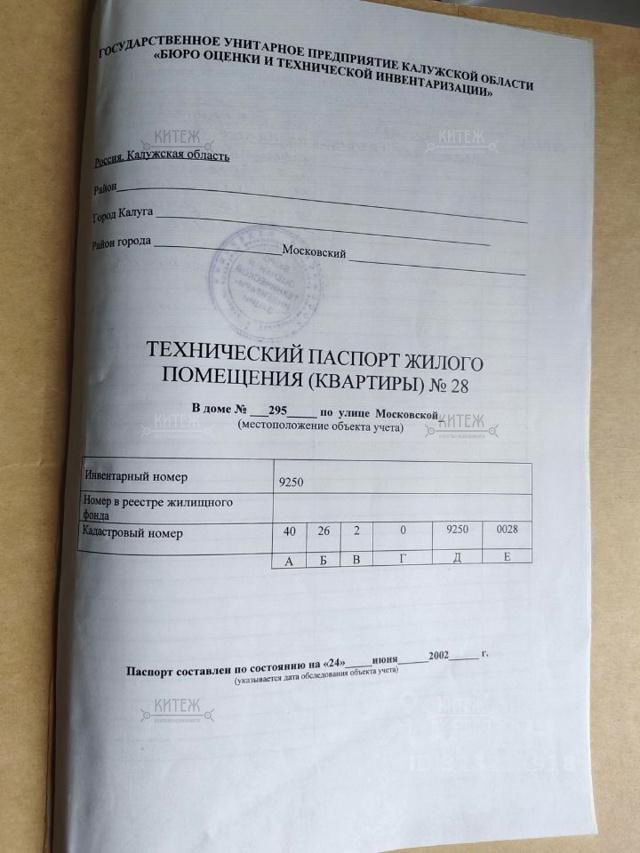 ГОСУДАРСТВЕННОЕ УНИТАРНОЕ ПРЕДПРИЯТИЕ КАЛУЖСКОЙ ОБЛАСТИ
«БЮРО ОЦЕНКИ И ТЕХНИЧЕСКОЙ ИНВЕНТАРИЗАЦИИ»
КИТЕЖ КИТЕЖ
Россия, Калужская область
Район
Город Калуга
Район города Московский
ТЕХНИЧЕСКИЙ ПАСПОРТ ЖИЛОГО
ПОМЕЩЕНИЯ (КВАРТИРЫ) № 28
В доме № 295 по улице Московской
КИТЕЖ КИТЕЖ
(местоположение объекта учета)
Инвентарный номер 9250
Номер в реестре жилищного
фонда
Кадастровый номер 40 26 2 0 9250 0028
А Б В Г Д Е
Паспорт составлен по состоянию на «24» июня 2002 г.
(указывается дата обследования объекта учета)
КИТЕЖ